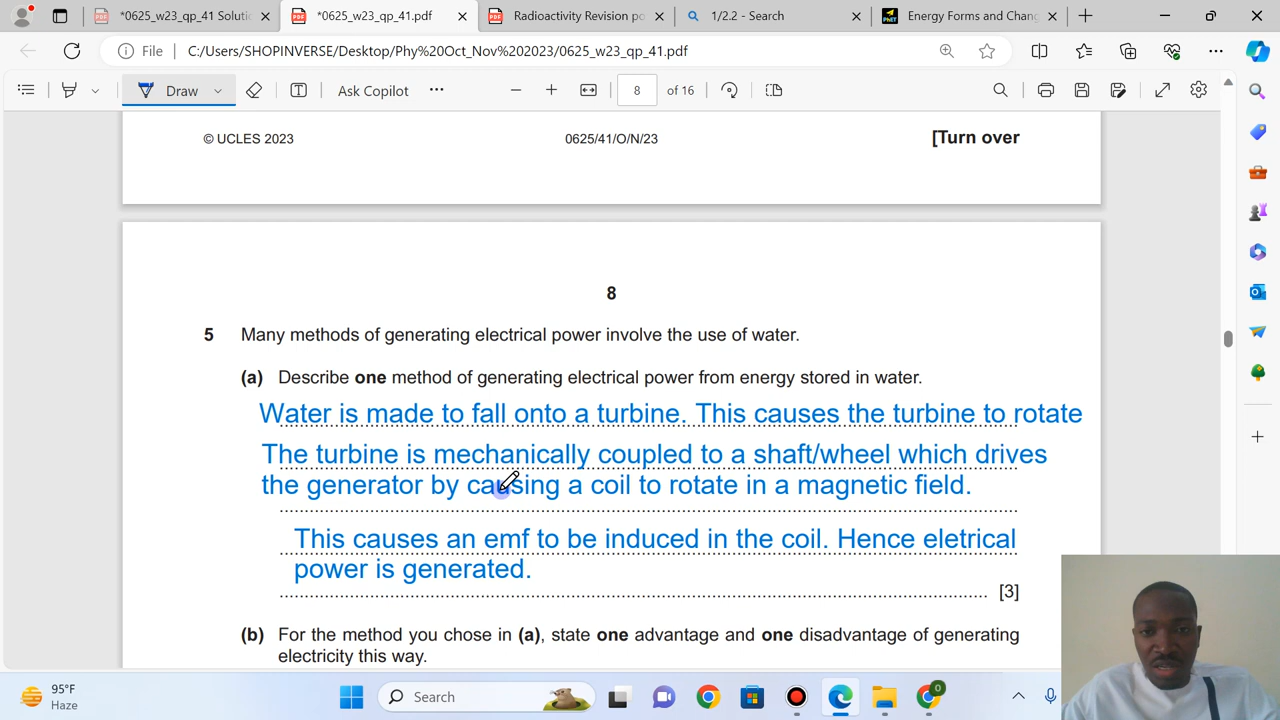 *0625_w23_qp_41 Soluti
*0625_w23_qp_41.pdf
Radioactivity Revision po
1/2.2 - Search
Energy Forms and Chang
File
C:/Users/SHOPINVERSE/Desktop/Phy%20Oct_Nov%202023/0625_w23_qp_41.pdf
Draw
Ask Copilot
8
of 16
© UCLES 2023
0625/41/O/N/23
[Turn over
8
5 Many methods of generating electrical power involve the use of water.
(a) Describe one method of generating electrical power from energy stored in water.
Water is made to fall onto a turbine. This causes the turbine to rotate
The turbine is mechanically coupled to a shaft/wheel which drives
the generator by causing a coil to rotate in a magnetic field.
This causes an emf to be induced in the coil. Hence eletrical
power is generated.
[3]
(b) For the method you chose in (a), state one advantage and one disadvantage of generating
electricity this way.
95°F
Haze
Search
0